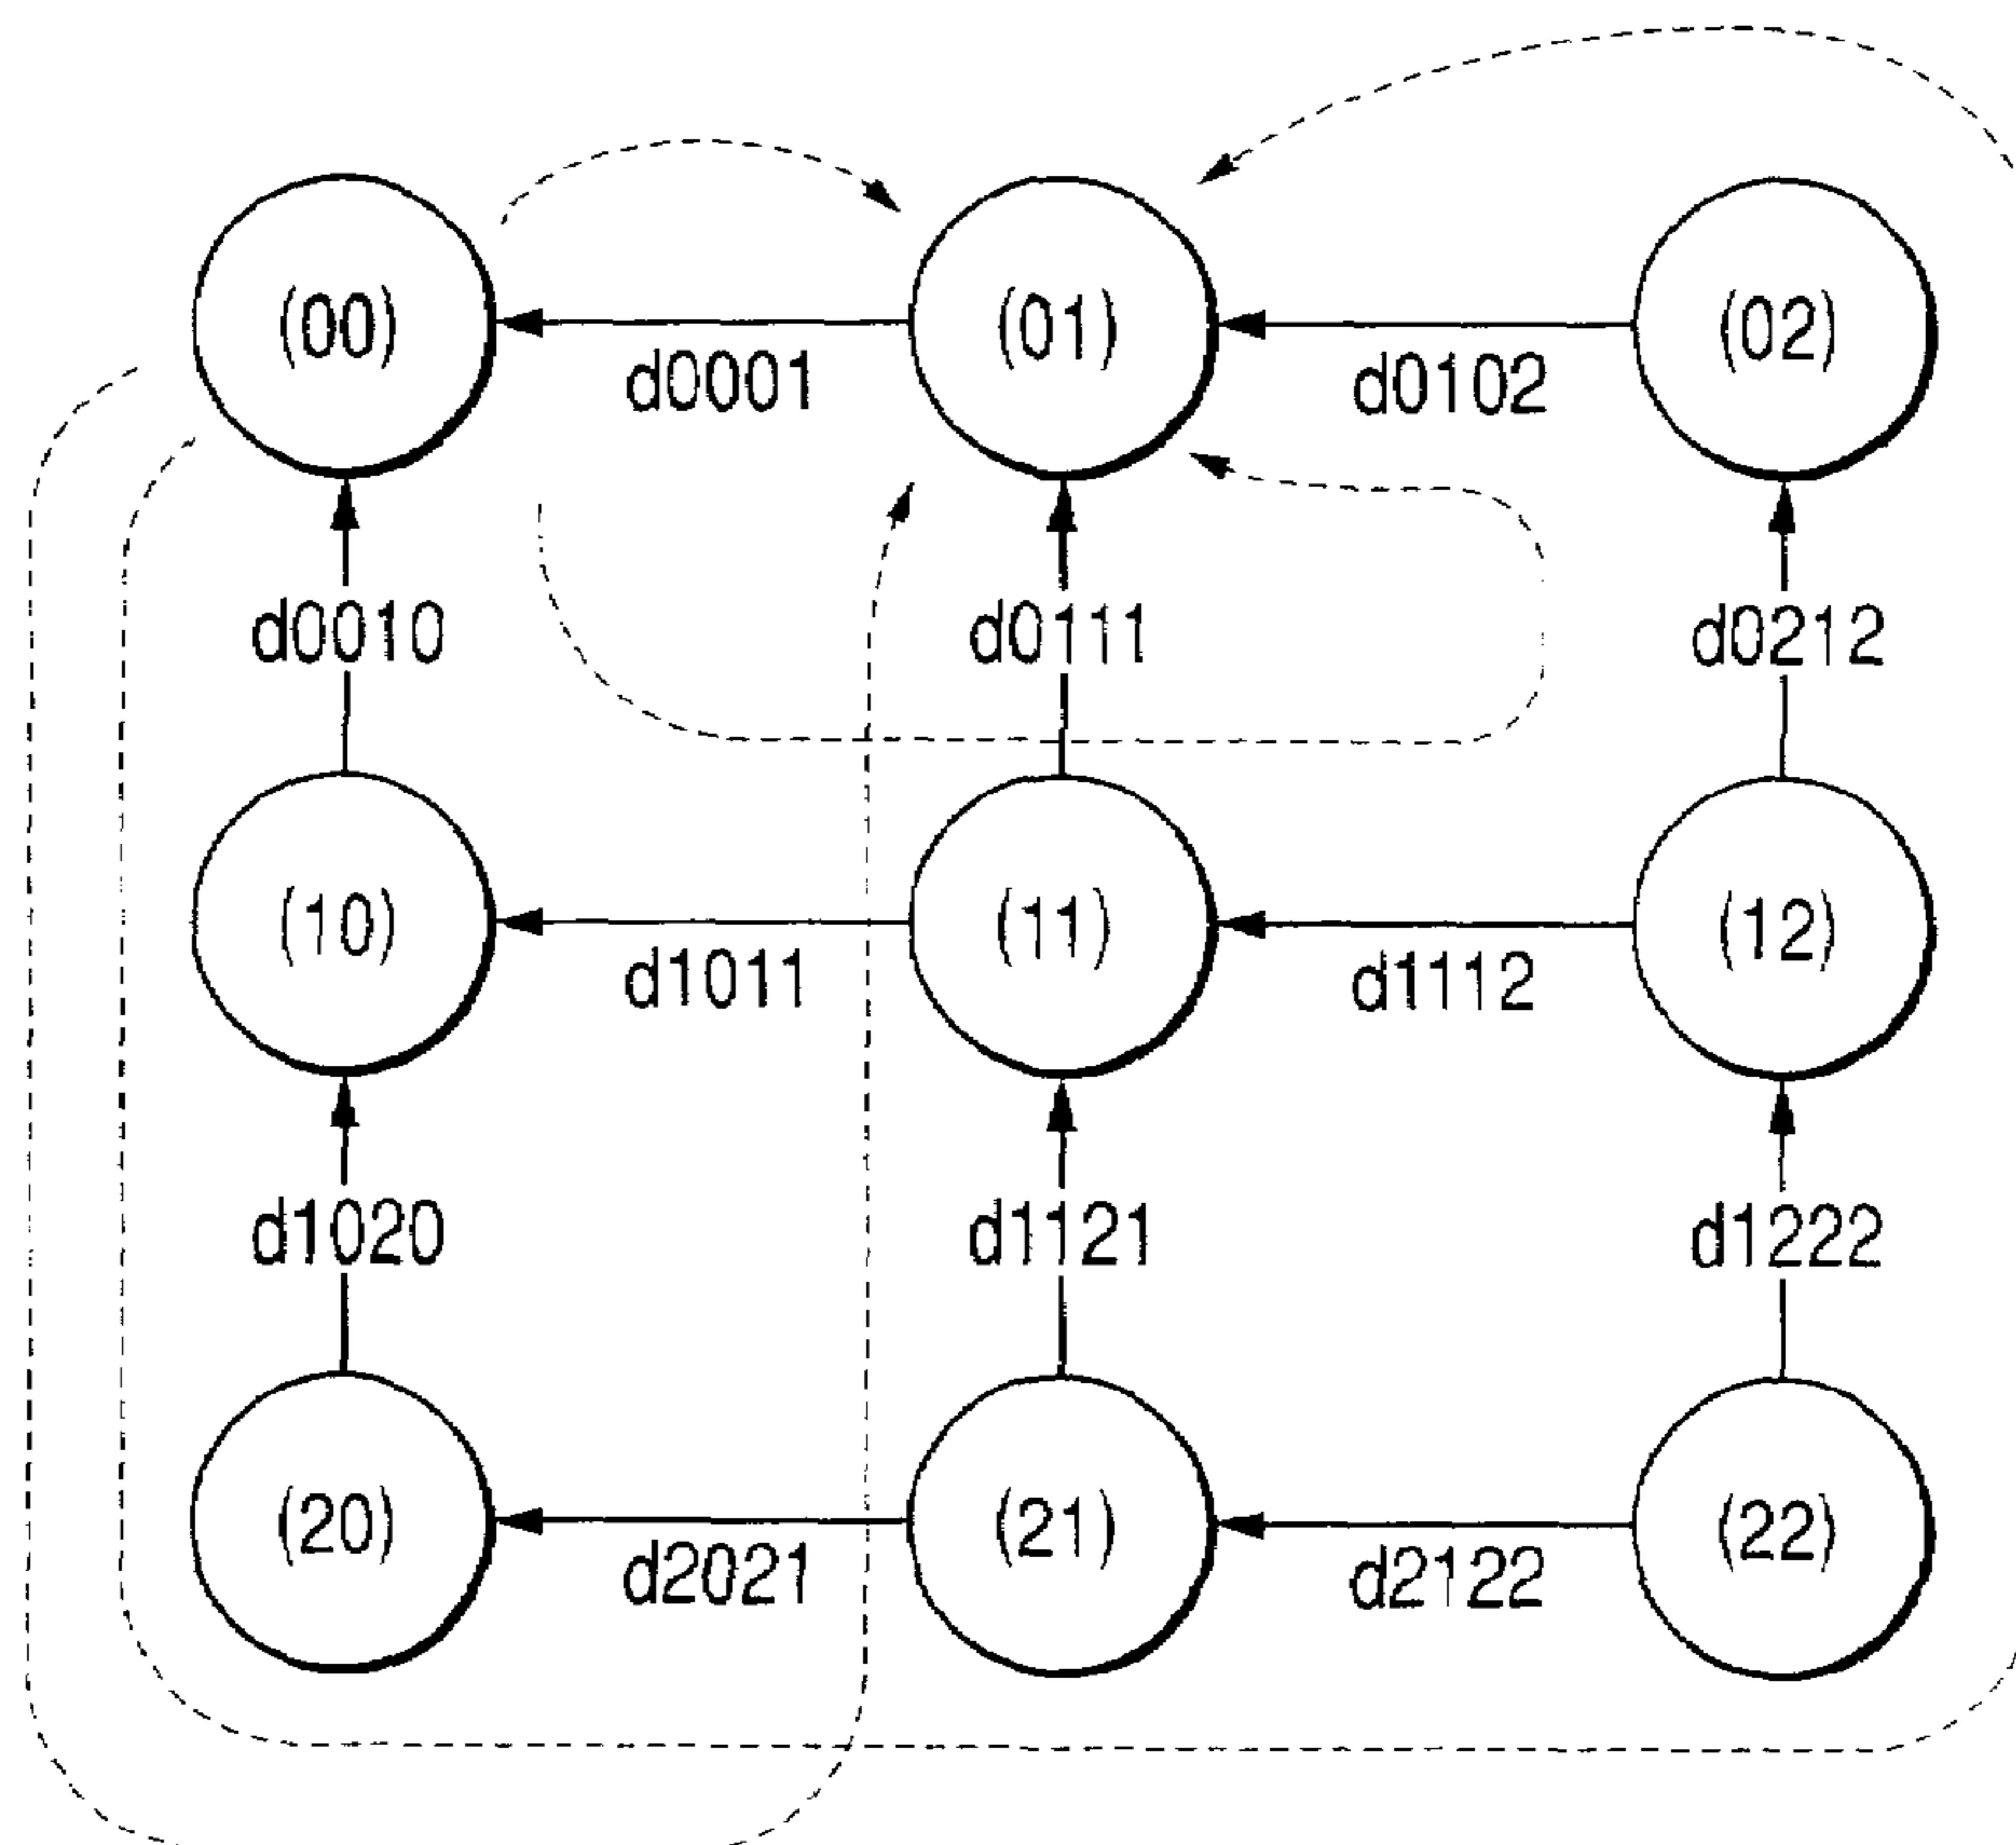 (00) (01) (02)
d0001 d0102
d0010 d0111 d0212
(10) (11) (12)
d1011 d1112
d1020 d1121 d1222
(20) (21) (22)
d2021 d2122